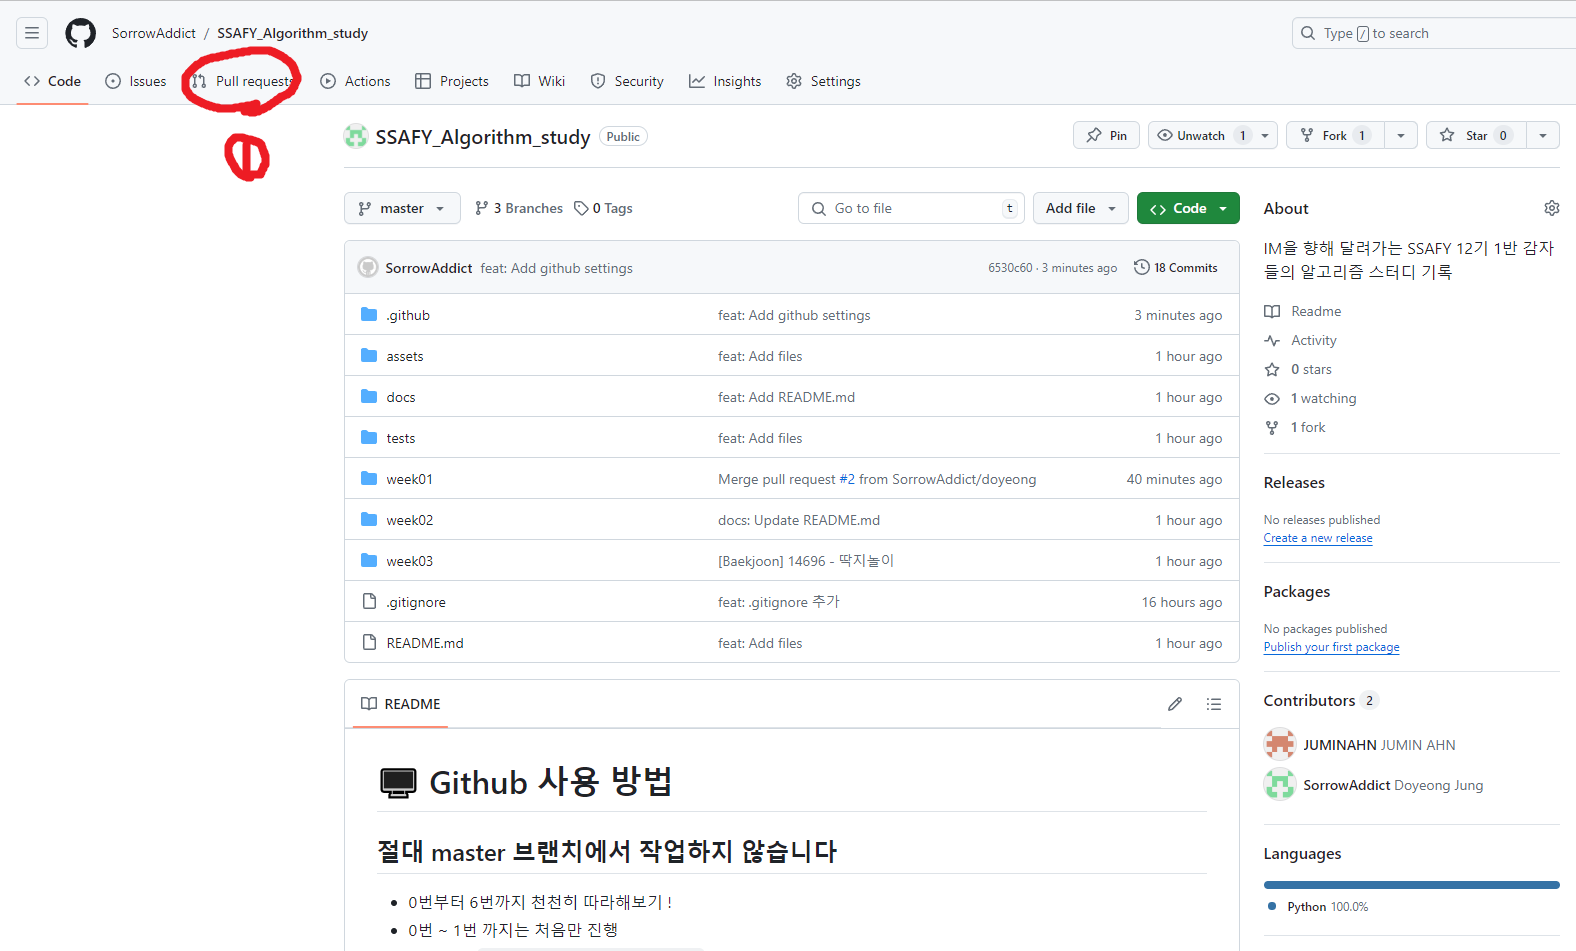 SorrowAddict / SSAFY_Algorithm_study
Type / to search
Code Issues Pull requests Actions Projects Wiki Security Insights Settings
①
SSAFY_Algorithm_study Public
Pin Unwatch 1 Fork 1 Star 0
master 3 Branches 0 Tags
Go to file t Add file Code
SorrowAddict feat: Add github settings 6530c60 · 3 minutes ago 18 Commits
.github feat: Add github settings 3 minutes ago
assets feat: Add files 1 hour ago
docs feat: Add README.md 1 hour ago
tests feat: Add files 1 hour ago
week01 Merge pull request #2 from SorrowAddict/doyeong 40 minutes ago
week02 docs: Update README.md 1 hour ago
week03 [Baekjoon] 14696 - 딱지놀이 1 hour ago
.gitignore feat: .gitignore 추가 16 hours ago
README.md feat: Add files 1 hour ago
README
Github 사용 방법
절대 master 브랜치에서 작업하지 않습니다
0번부터 6번까지 천천히 따라해보기 !
0번 ~ 1번 까지는 처음만 진행
About
IM을 향해 달려가는 SSAFY 12기 1반 감자
들의 알고리즘 스터디 기록
Readme
Activity
0 stars
1 watching
1 fork
Releases
No releases published
Create a new release
Packages
No packages published
Publish your first package
Contributors 2
JUMINAHN JUMIN AHN
SorrowAddict Doyeong Jung
Languages
Python 100.0%